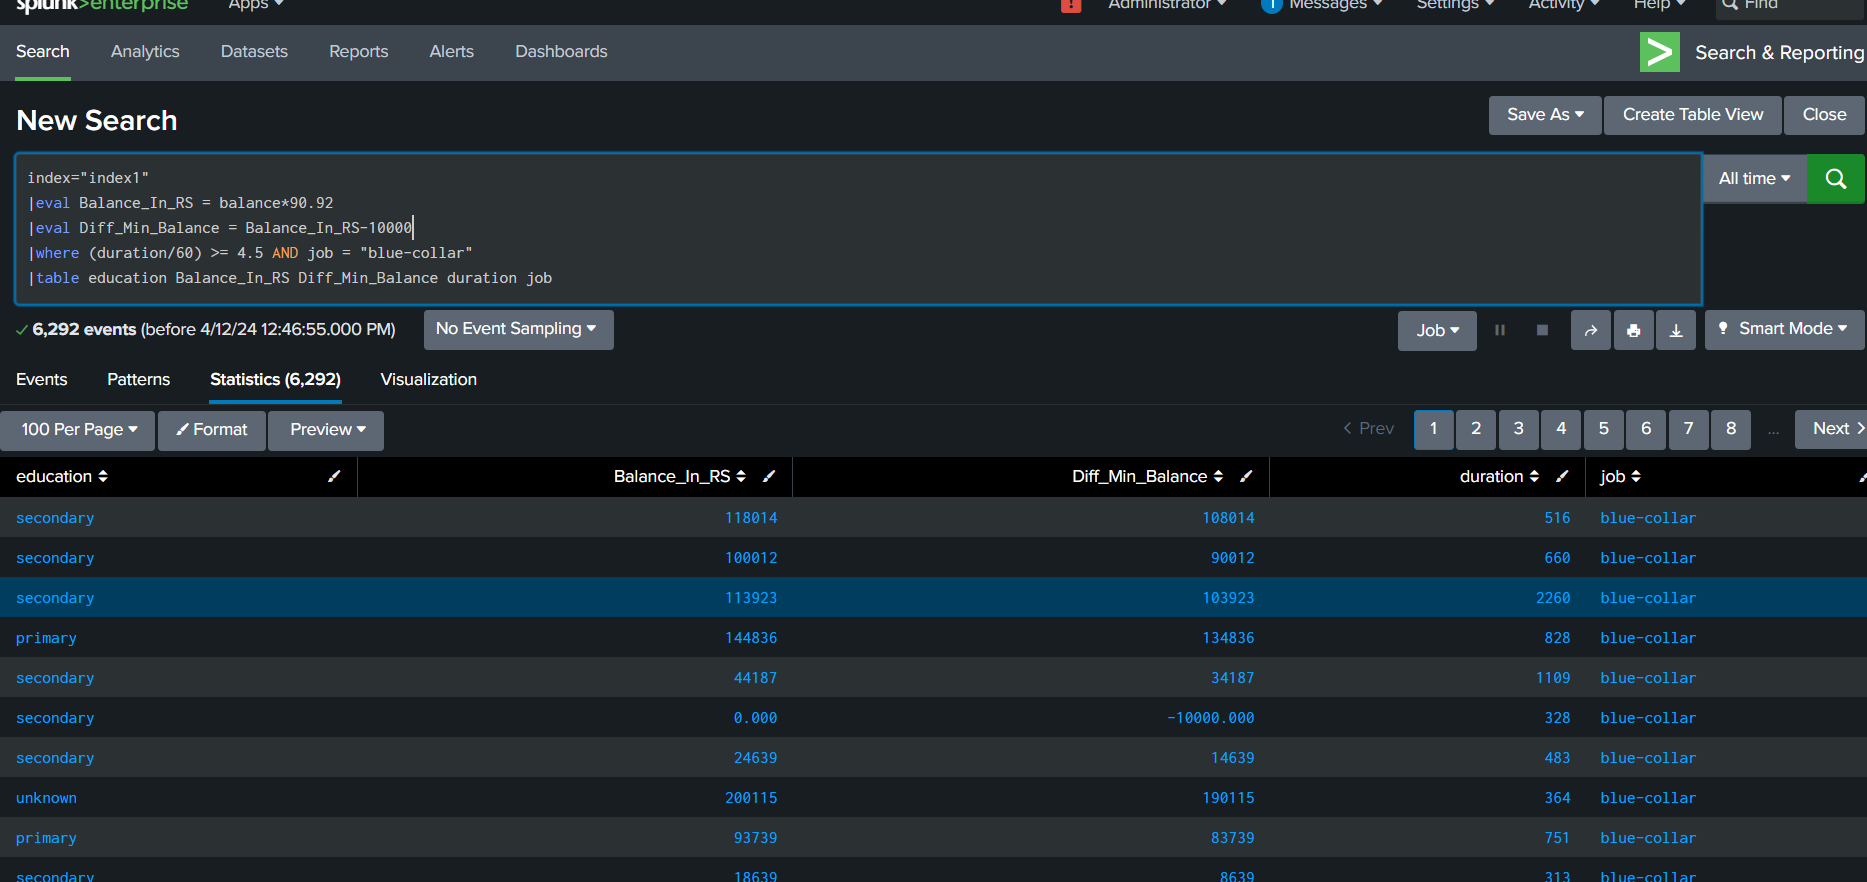 splunk>enterprise Apps Administrator 1 Messages Settings Activity Help Find
Search Analytics Datasets Reports Alerts Dashboards > Search & Reporting
New Search Save As Create Table View Close
index="index1" All time
|eval Balance_In_RS = balance*90.92
|eval Diff_Min_Balance = Balance_In_RS-10000
|where (duration/60) >= 4.5 AND job = "blue-collar"
|table education Balance_In_RS Diff_Min_Balance duration job
✓ 6,292 events (before 4/12/24 12:46:55.000 PM) No Event Sampling Job Smart Mode
Events Patterns Statistics (6,292) Visualization
100 Per Page Format Preview < Prev 1 2 3 4 5 6 7 8 ... Next >
education Balance_In_RS Diff_Min_Balance duration job
secondary 118014 108014 516 blue-collar
secondary 100012 90012 660 blue-collar
secondary 113923 103923 2260 blue-collar
primary 144836 134836 828 blue-collar
secondary 44187 34187 1109 blue-collar
secondary 0.000 -10000.000 328 blue-collar
secondary 24639 14639 483 blue-collar
unknown 200115 190115 364 blue-collar
primary 93739 83739 751 blue-collar
secondary 18639 8639 313 blue-collar